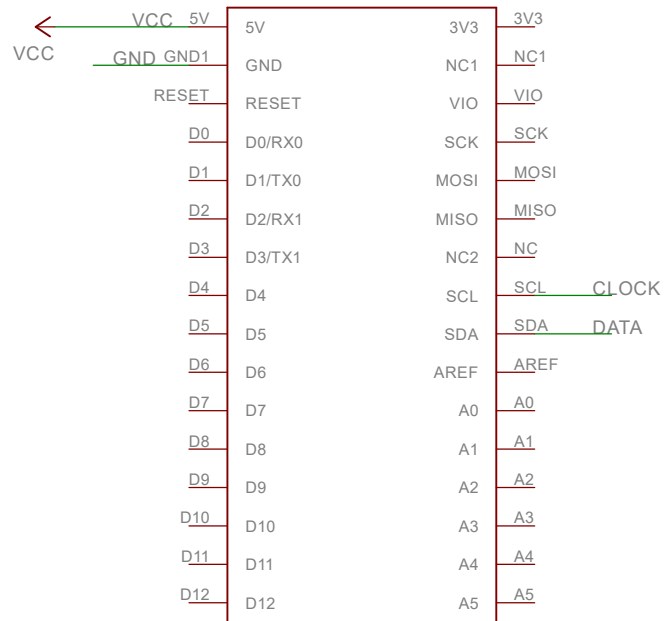 VCC 5V 5V 3V3 3V3
VCC GND GND1 GND NC1 NC1
RESET RESET VIO VIO
D0 D0/RX0 SCK SCK
D1 D1/TX0 MOSI MOSI
D2 D2/RX1 MISO MISO
D3 D3/TX1 NC2 NC
D4 D4 SCL SCL CLOCK
D5 D5 SDA SDA DATA
D6 D6 AREF AREF
D7 D7 A0 A0
D8 D8 A1 A1
D9 D9 A2 A2
D10 D10 A3 A3
D11 D11 A4 A4
D12 D12 A5 A5